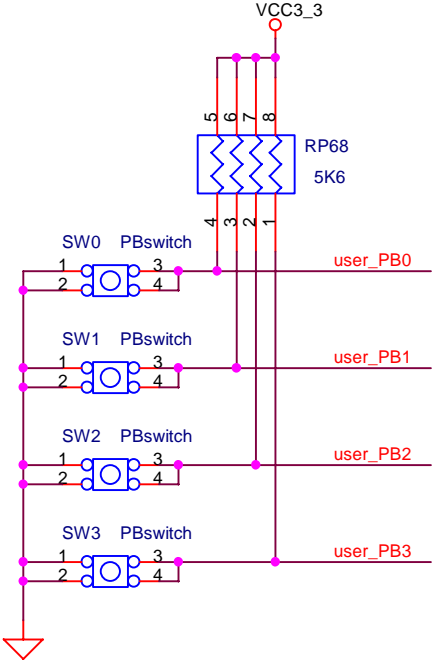 VCC3_3
5 6 7 8
RP68
5K6
4 3 2 1
SW0 PBswitch
1 3 user_PB0
2 4
SW1 PBswitch
1 3 user_PB1
2 4
SW2 PBswitch
1 3 user_PB2
2 4
SW3 PBswitch
1 3 user_PB3
2 4